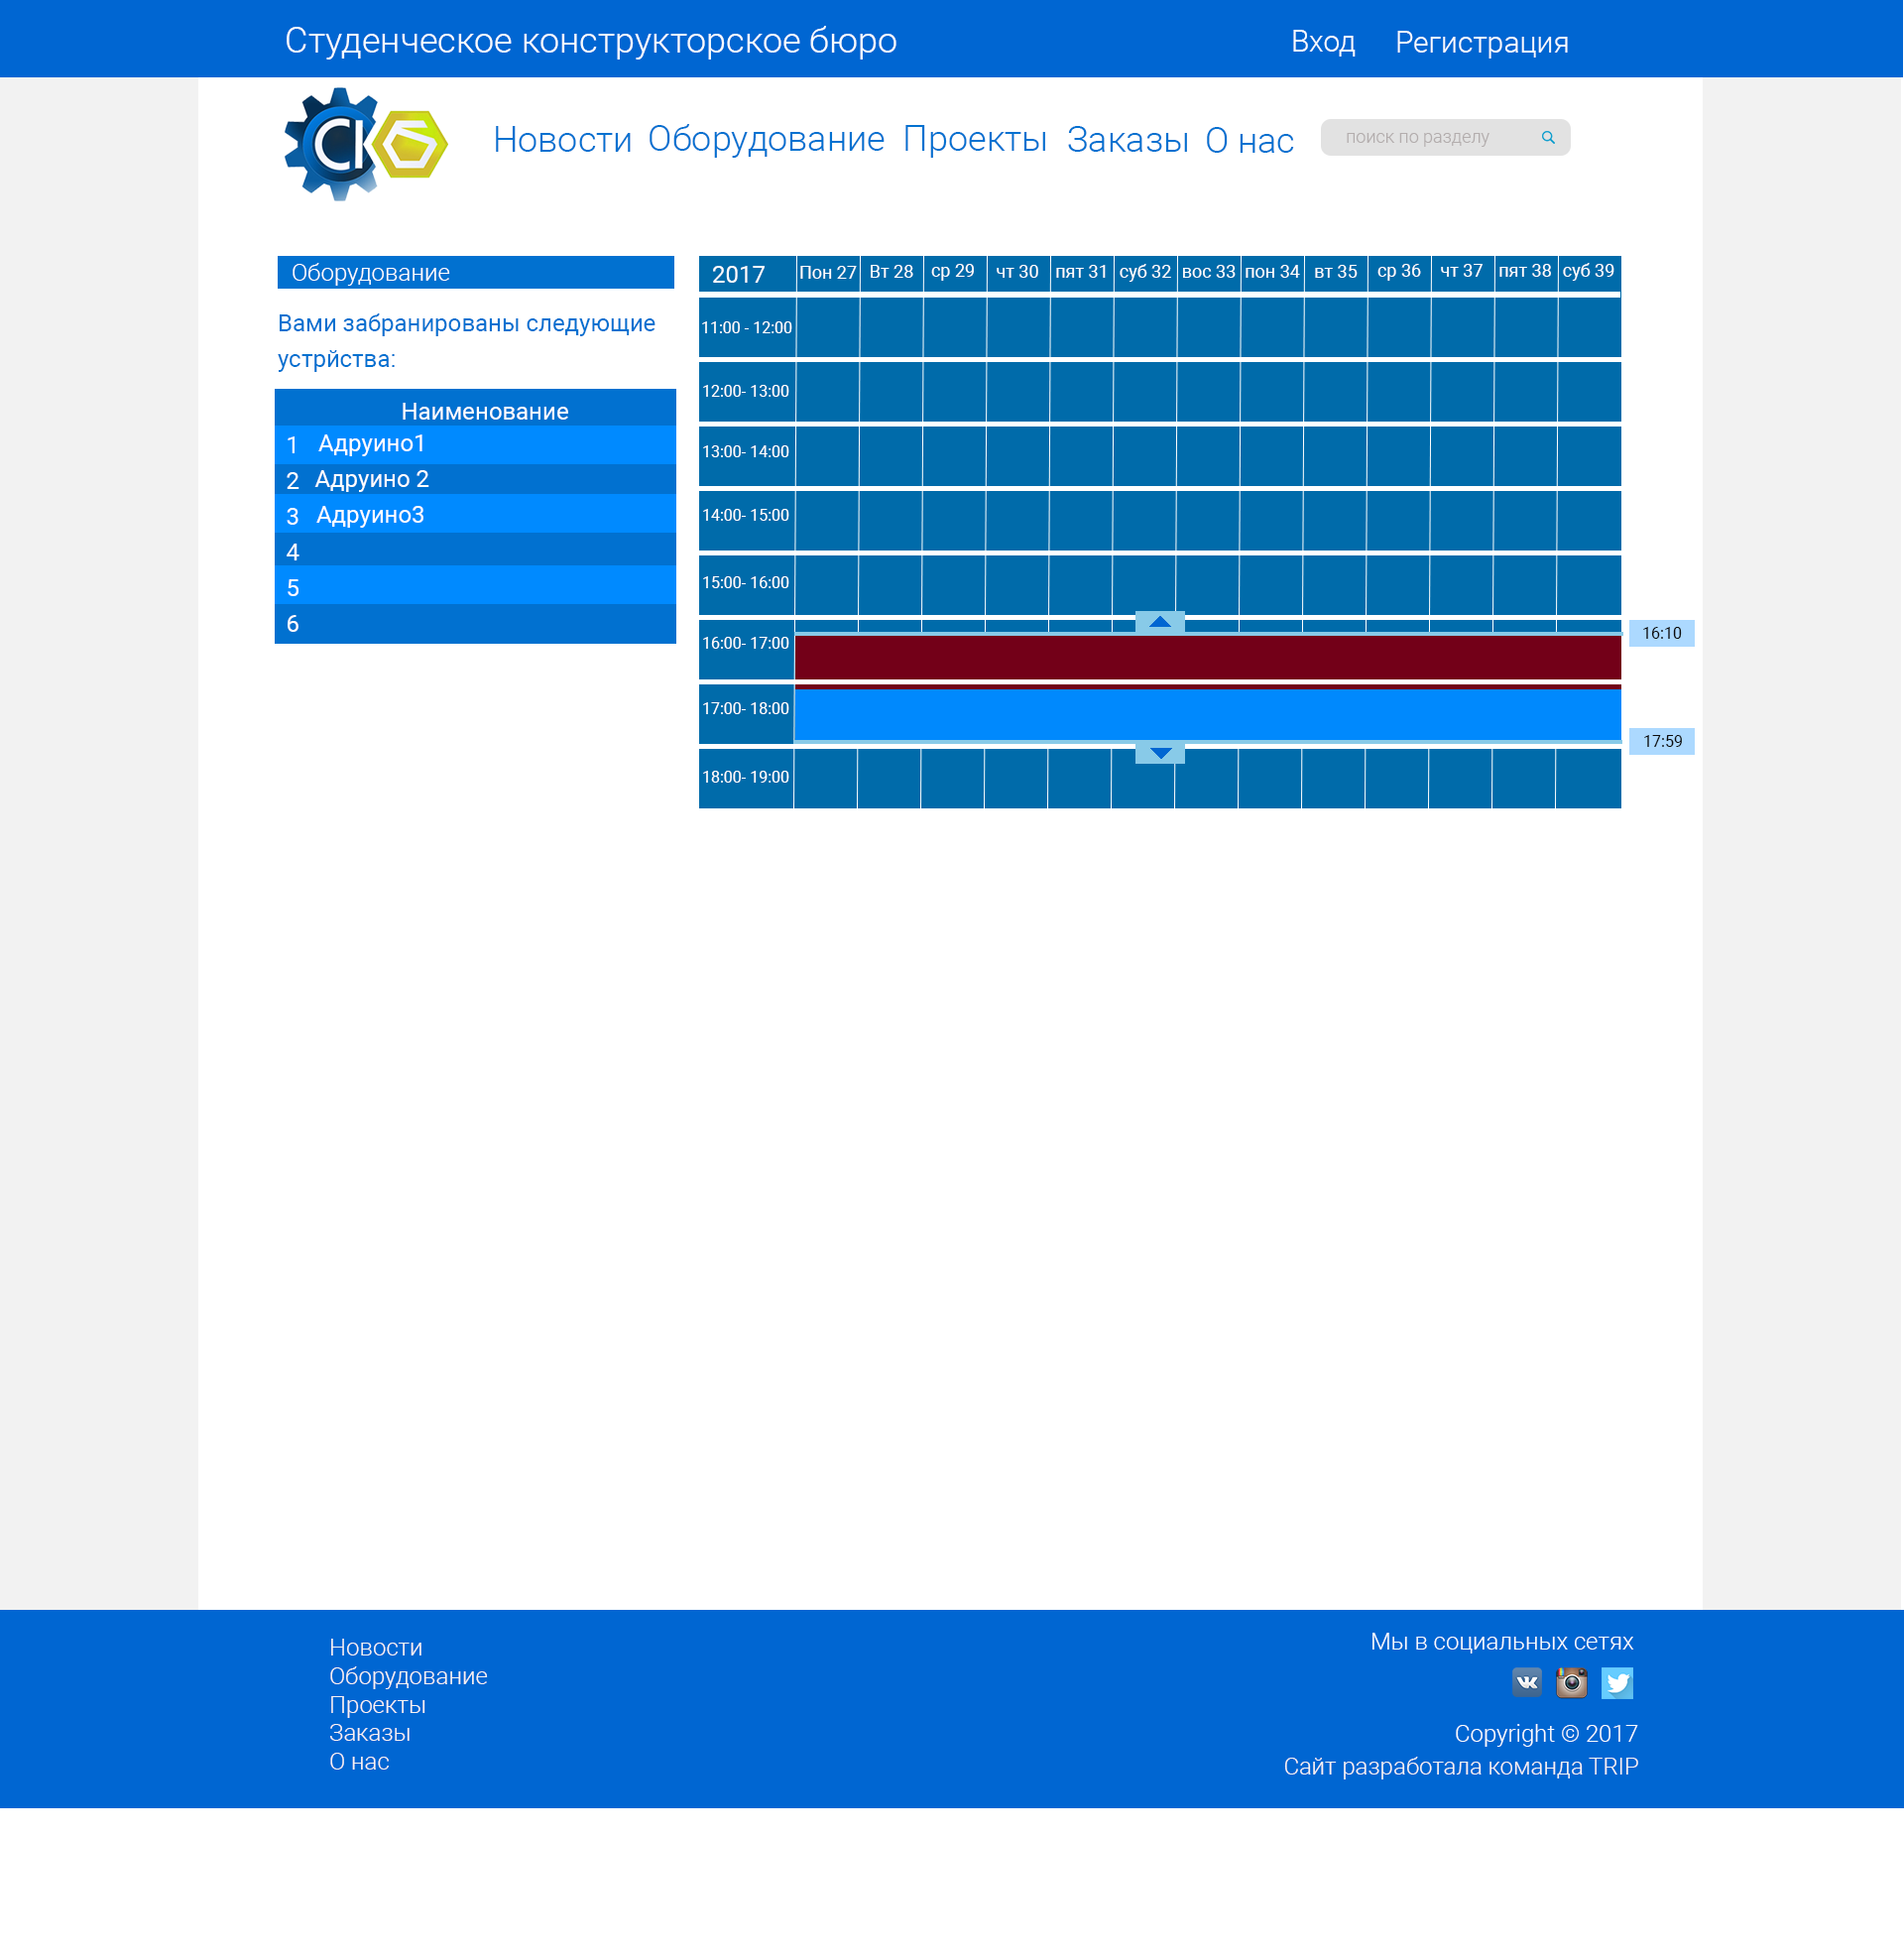 Студенческое конструкторское бюро
Вход Регистрация
СКБ
Новости Оборудование Проекты Заказы О нас
поиск по разделу
Оборудование
Вами забранированы следующие
устрйства:
Наименование
1 Адруино1
2 Адруино 2
3 Адруино3
4
5
6
2017 Пон 27 Вт 28 ср 29 чт 30 пят 31 суб 32 вос 33 пон 34 вт 35 ср 36 чт 37 пят 38 суб 39
11:00 - 12:00
12:00- 13:00
13:00- 14:00
14:00- 15:00
15:00- 16:00
16:00- 17:00
16:10
17:00- 18:00
17:59
18:00- 19:00
Новости
Оборудование
Проекты
Заказы
О нас
Мы в социальных сетях
Copyright © 2017
Сайт разработала команда TRIP